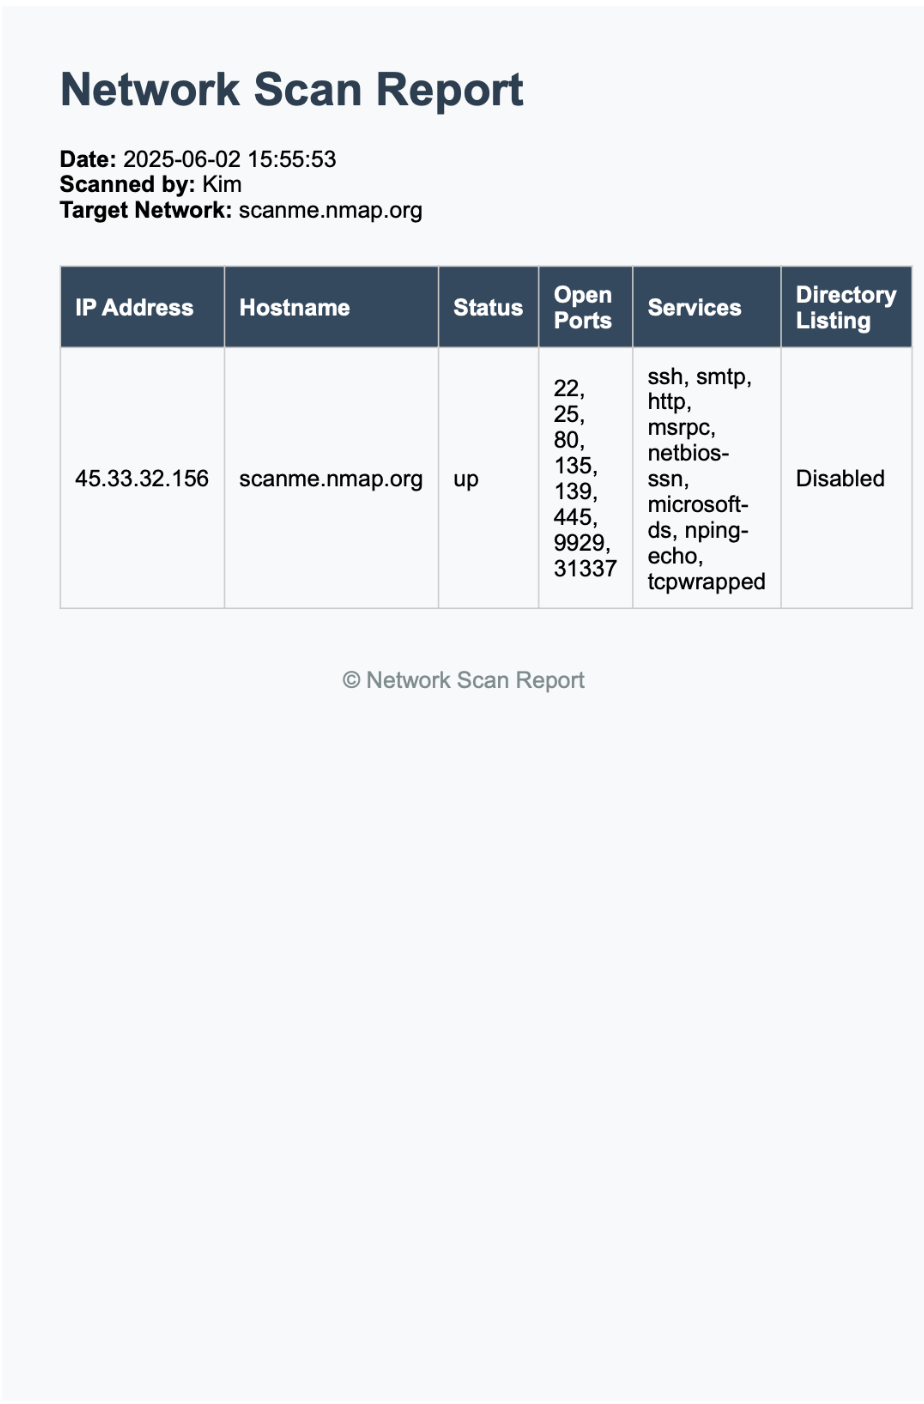 Network Scan Report
Date: 2025-06-02 15:55:53
Scanned by: Kim
Target Network: scanme.nmap.org
IP Address
Hostname
Status
Open
Ports
Services
Directory
Listing
45.33.32.156
scanme.nmap.org
up
22,
25,
80,
135,
139,
445,
9929,
31337
ssh, smtp,
http,
msrpc,
netbios-
ssn,
microsoft-
ds, nping-
echo,
tcpwrapped
Disabled
© Network Scan Report